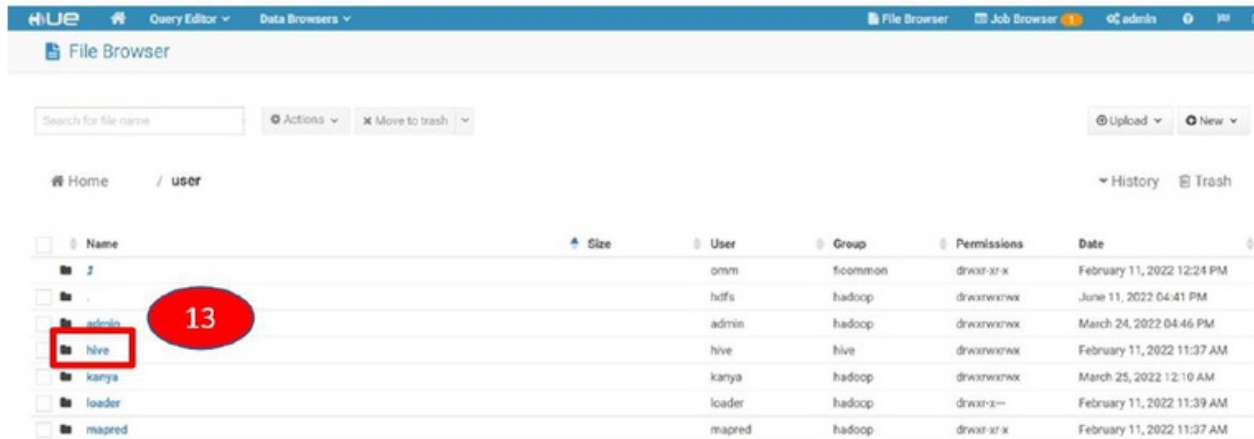 HUE Query Editor Data Browsers File Browser Job Browser 1 admin
File Browser
Search for file name Actions Move to trash Upload New
Home / user History Trash
Name Size User Group Permissions Date
omm ficommon drwxr-xr-x February 11, 2022 12:24 PM
. hdfs hadoop drwxrwxrwx June 11, 2022 04:41 PM
admin admin hadoop drwxrwxrwx March 24, 2022 04:46 PM
13
hive hive hive drwxrwxrwx February 11, 2022 11:37 AM
kanya kanya hadoop drwxrwxrwx March 25, 2022 12:10 AM
loader loader hadoop drwxr-x--- February 11, 2022 11:39 AM
mapred mapred hadoop drwxr-xr-x February 11, 2022 11:37 AM